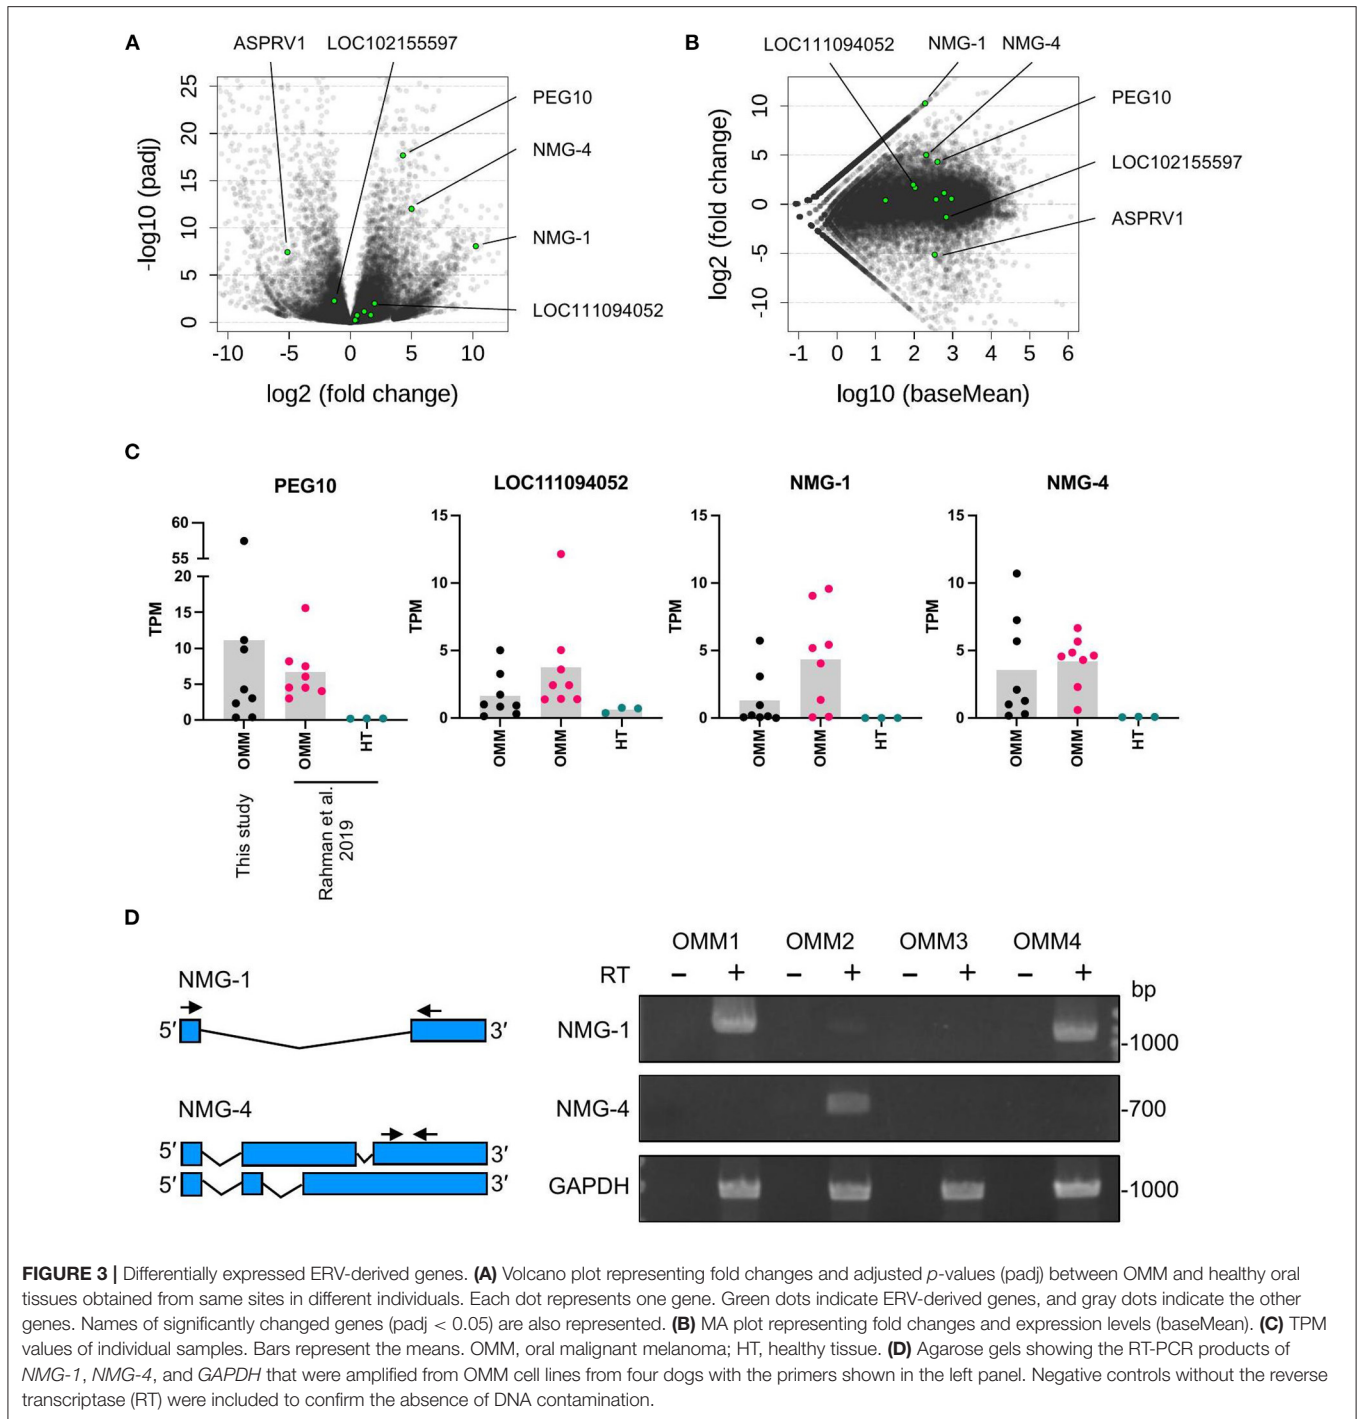 A
ASPRV1
LOC102155597
PEG10
NMG-4
NMG-1
LOC111094052
25
20
15
10
5
0
-log10 (padj)
-10
-5
0
5
10
log2 (fold change)
B
LOC111094052
NMG-1
NMG-4
PEG10
LOC102155597
ASPRV1
10
5
0
-5
-10
log2 (fold change)
-1
0
1
2
3
4
5
6
log10 (baseMean)
C
PEG10
60
55
20
15
10
5
0
TPM
OMM
OMM
HT
This study
Rahman et al.
2019
LOC111094052
15
10
5
0
TPM
OMM
OMM
HT
NMG-1
15
10
5
0
TPM
OMM
OMM
HT
NMG-4
15
10
5
0
TPM
OMM
OMM
HT
D
NMG-1
5′
3′
NMG-4
5′
3′
5′
3′
OMM1 OMM2 OMM3 OMM4
RT − + − + − + − +
bp
NMG-1
-1000
NMG-4
-700
GAPDH
-1000
FIGURE 3 | Differentially expressed ERV-derived genes. (A) Volcano plot representing fold changes and adjusted p-values (padj) between OMM and healthy oral
tissues obtained from same sites in different individuals. Each dot represents one gene. Green dots indicate ERV-derived genes, and gray dots indicate the other
genes. Names of significantly changed genes (padj < 0.05) are also represented. (B) MA plot representing fold changes and expression levels (baseMean). (C) TPM
values of individual samples. Bars represent the means. OMM, oral malignant melanoma; HT, healthy tissue. (D) Agarose gels showing the RT-PCR products of
NMG-1, NMG-4, and GAPDH that were amplified from OMM cell lines from four dogs with the primers shown in the left panel. Negative controls without the reverse
transcriptase (RT) were included to confirm the absence of DNA contamination.